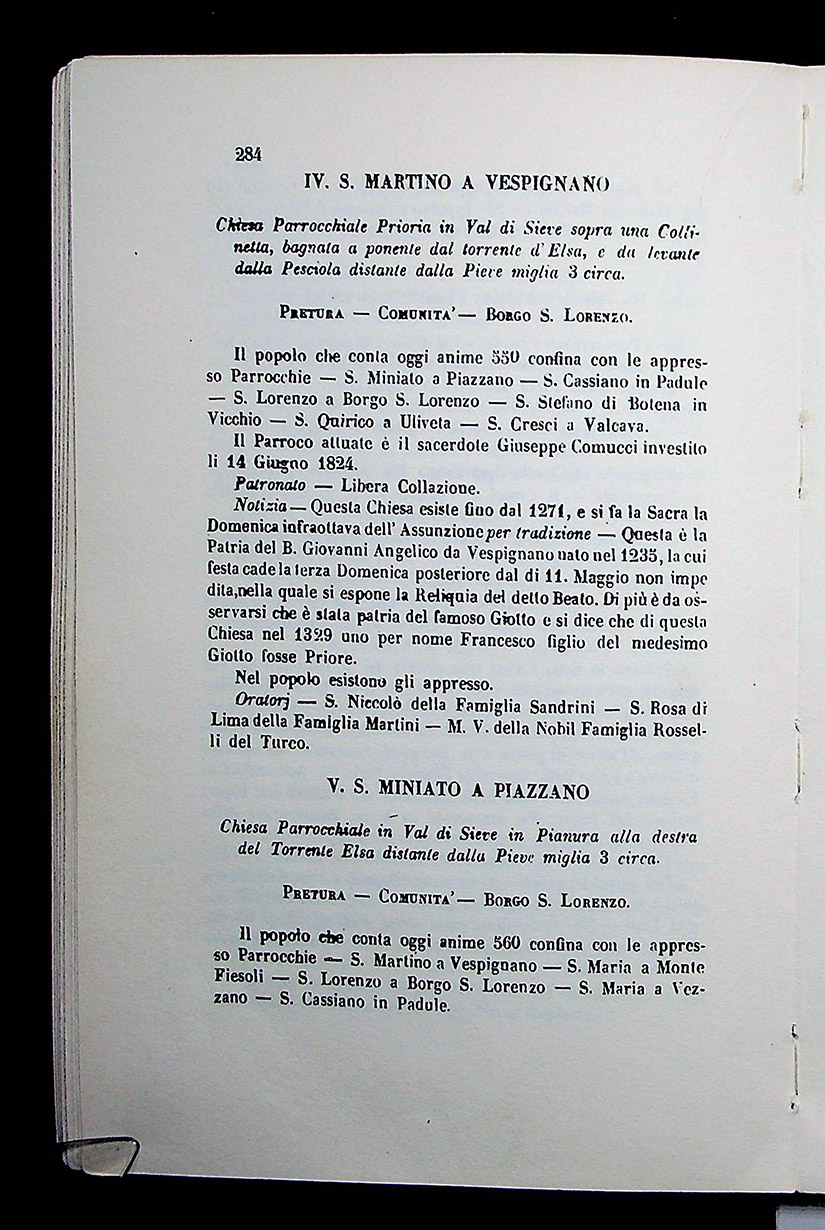 284
IV. S. MARTINO A VESPIGNANO
Chiesa Parrocchiale Prioria in Val di Sieve sopra una Colli-
netta, bagnata a ponente dal torrente d'Elsa, e da levante
dalla Pesciola distante dalla Pieve miglia 3 circa.
PRETURA — COMUNITA'— BORGO S. LORENZO.
Il popolo che conta oggi anime 550 confina con le appres-
so Parrocchie — S. Miniato a Piazzano — S. Cassiano in Padule
— S. Lorenzo a Borgo S. Lorenzo — S. Stefano di Botena in
Vicchio — S. Quirico a Uliveta — S. Cresci a Valcava.
Il Parroco attuale è il sacerdote Giuseppe Comucci investito
li 14 Giugno 1824.
Patronato — Libera Collazione.
Notizia — Questa Chiesa esiste fino dal 1271, e si fa la Sacra la
Domenica infraottava dell' Assunzione per tradizione — Questa è la
Patria del B. Giovanni Angelico da Vespignano nato nel 1235, la cui
festa cade la terza Domenica posteriore dal dì 11. Maggio non impe
dita, nella quale si espone la Reliquia del detto Beato. Di più è da os-
servarsi che è stata patria del famoso Giotto e si dice che di questa
Chiesa nel 1329 uno per nome Francesco figlio del medesimo
Giotto fosse Priore.
Nel popolo esistono gli appresso.
Oratorj — S. Niccolò della Famiglia Sandrini — S. Rosa di
Lima della Famiglia Martini — M. V. della Nobil Famiglia Rossel-
li del Turco.
V. S. MINIATO A PIAZZANO
Chiesa Parrocchiale in Val di Sieve in Pianura alla destra
del Torrente Elsa distante dalla Pieve miglia 3 circa.
PRETURA — COMUNITA'— BORGO S. LORENZO.
Il popolo che conta oggi anime 560 confina con le appres-
so Parrocchie — S. Martino a Vespignano — S. Maria a Monte
Fiesoli — S. Lorenzo a Borgo S. Lorenzo — S. Maria a Vez-
zano — S. Cassiano in Padule.